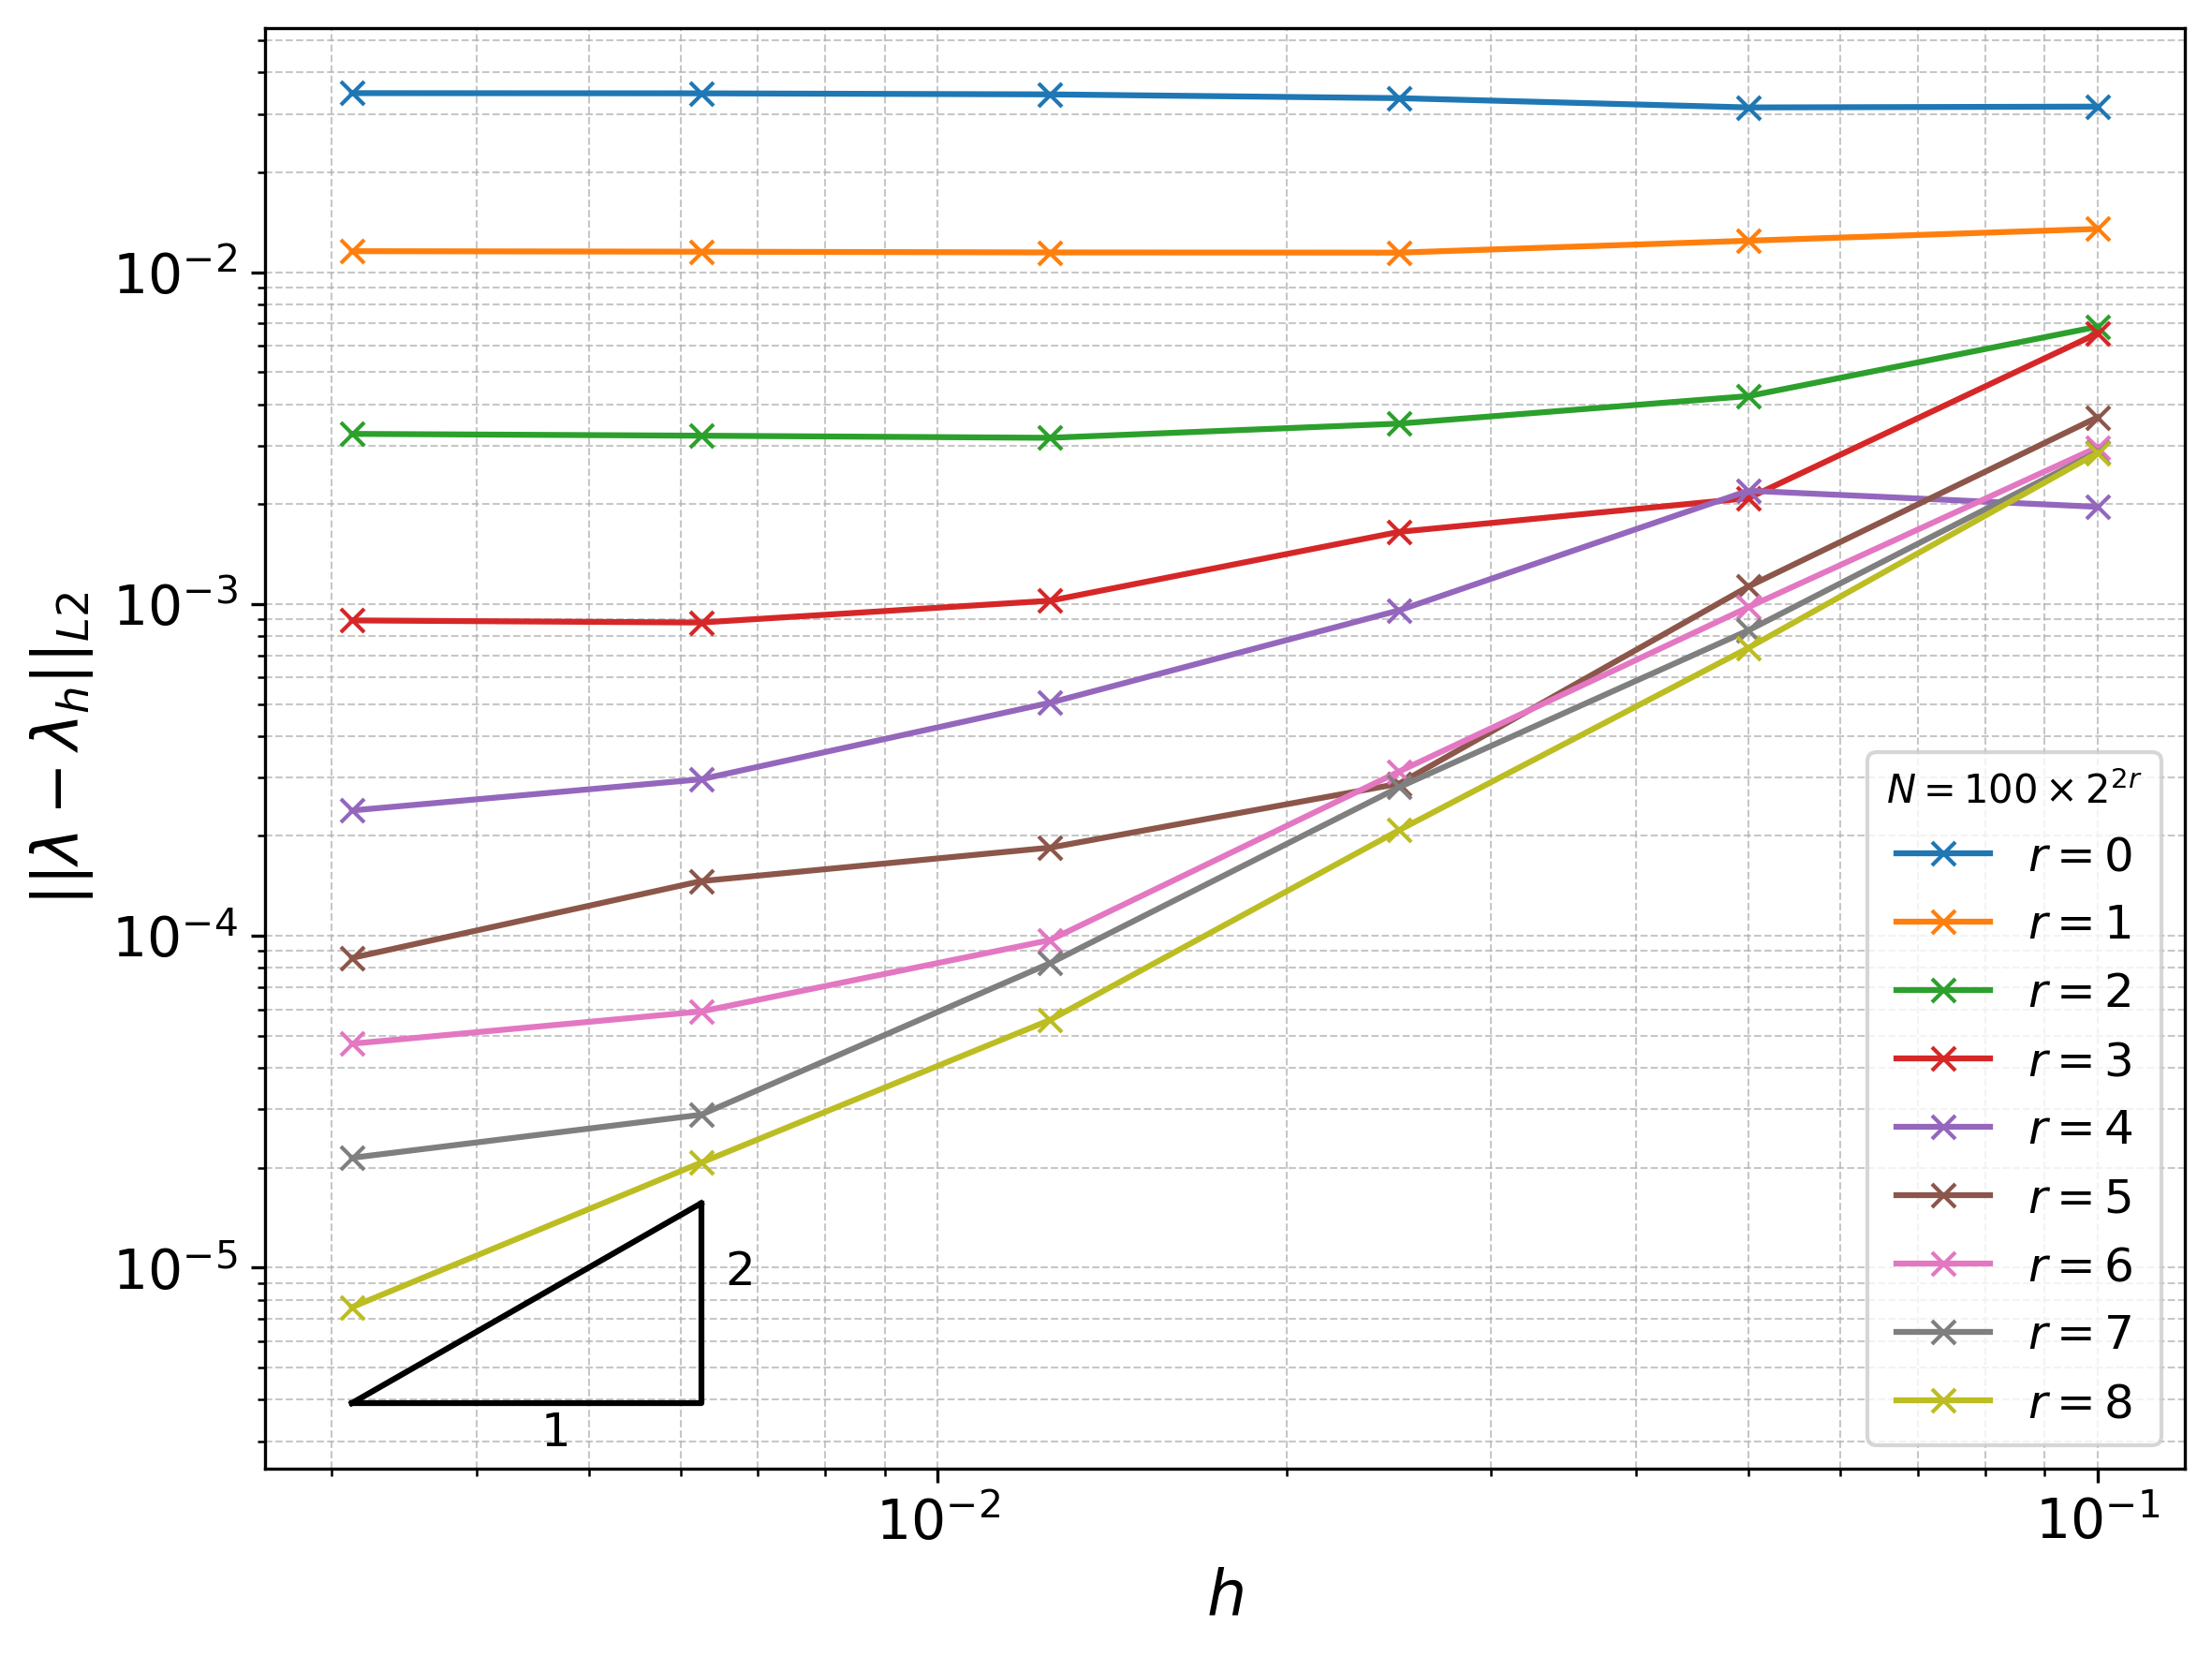 10⁻²
10⁻³
10⁻⁴
10⁻⁵
||λ − λₕ||_{L2}
N = 100 × 2^{2r}
r = 0
r = 1
r = 2
r = 3
r = 4
r = 5
r = 6
r = 7
r = 8
2
1
10⁻²
10⁻¹
h